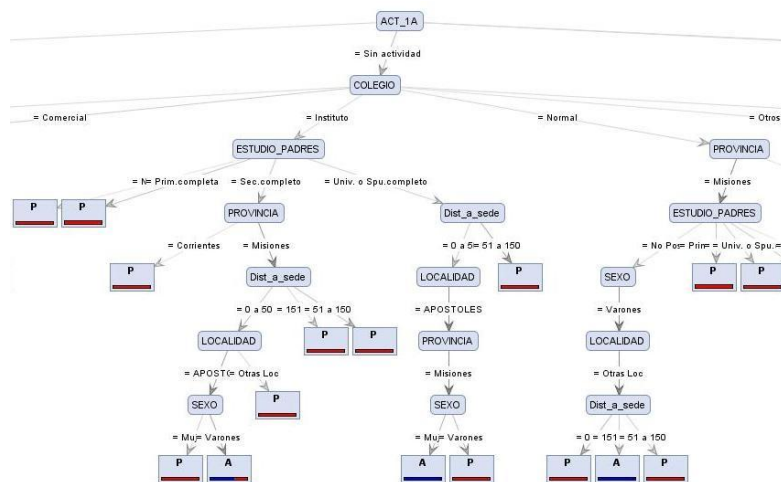 ACT_1A
= Sin actividad
COLEGIO
= Comercial = Instituto = Normal = Otros
ESTUDIO_PADRES PROVINCIA
= N= Prim.completa = Sec.completo = Univ. o Spu.completo = Misiones
P P PROVINCIA Dist_a_sede ESTUDIO_PADRES
= Corrientes = Misiones = 0 a 5= 51 a 150 = No Pos= Prim= = Univ. o Spu.=
P Dist_a_sede LOCALIDAD P SEXO P P
= 0 a 50 = 151 = 51 a 150 = APOSTOLES = Varones
LOCALIDAD P P PROVINCIA LOCALIDAD
= APOST(= Otras Loc = Misiones = Otras Loc
SEXO P SEXO Dist_a_sede
= Muj= Varones = Muj= Varones = 0 = 151= 51 a 150
P A A P P A P